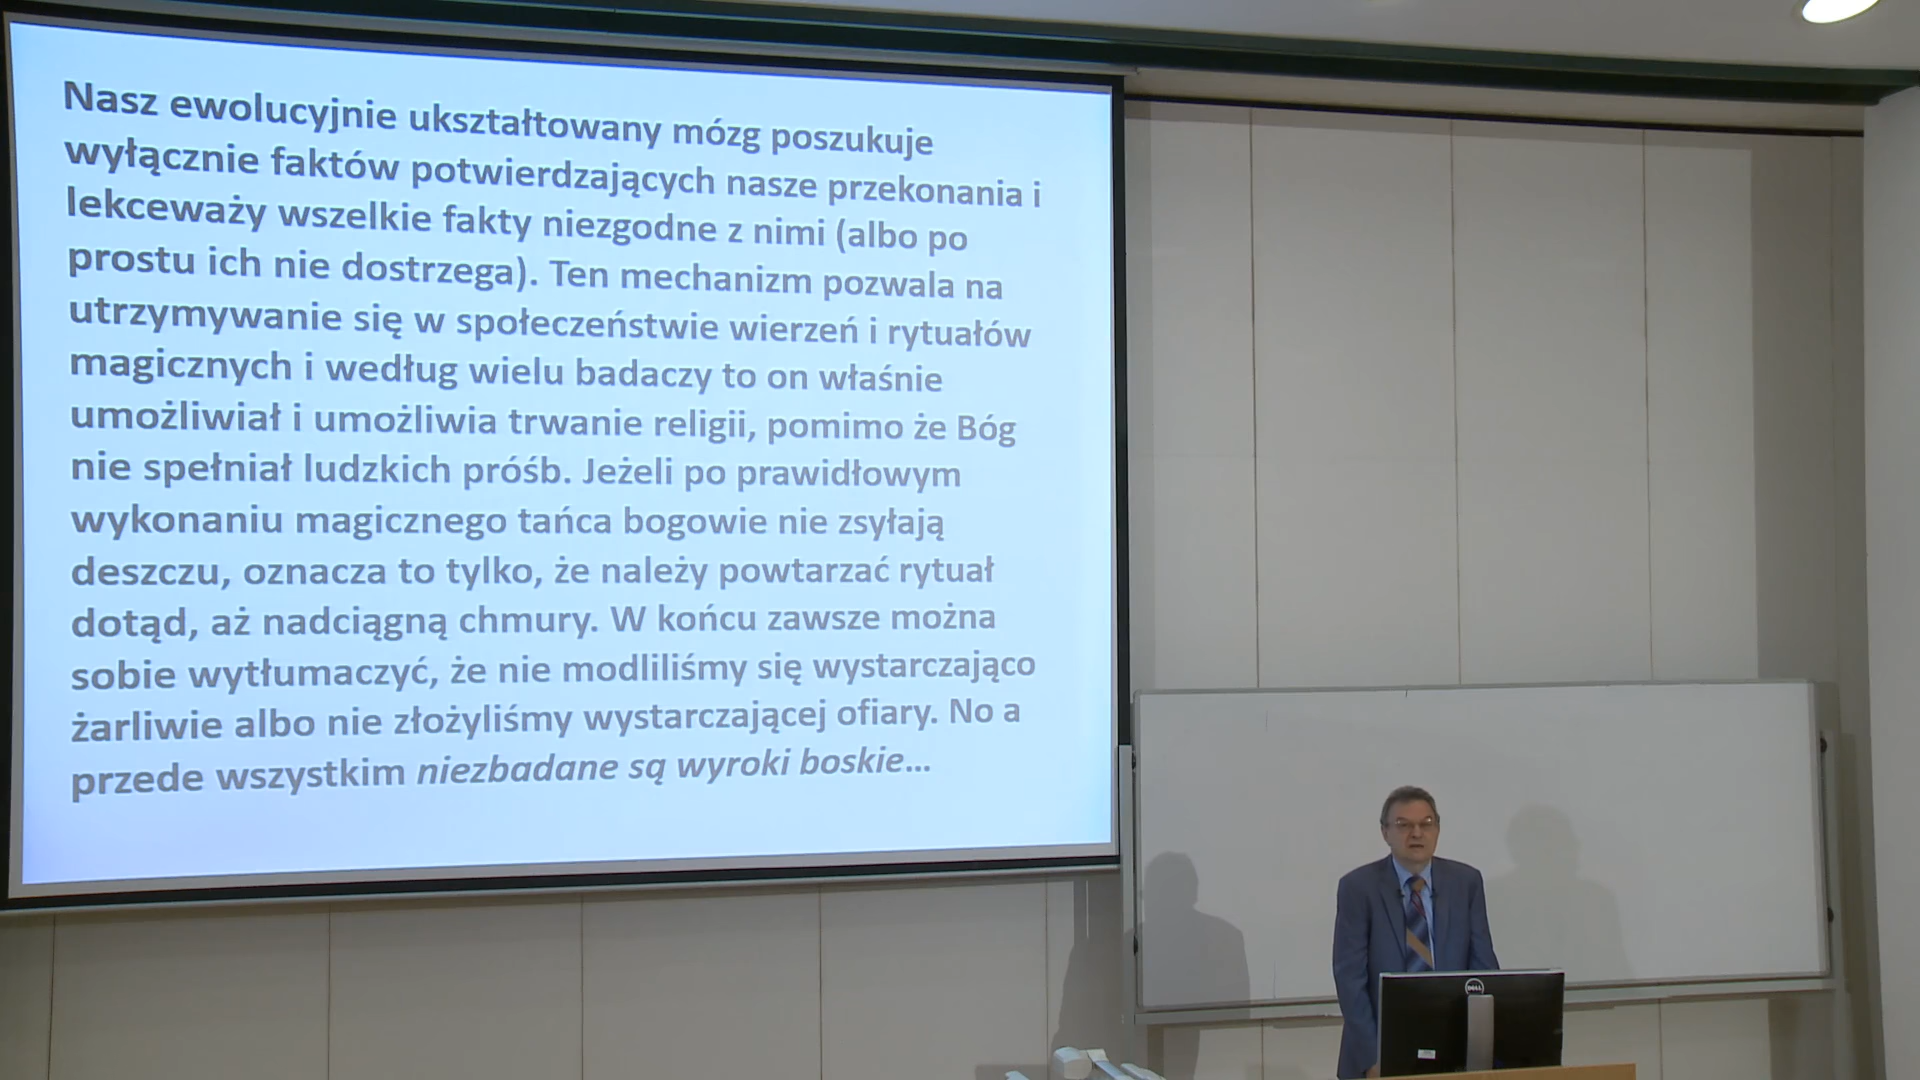 Nasz ewolucyjnie ukształtowany mózg poszukuje
wyłącznie faktów potwierdzających nasze przekonania i
lekceważy wszelkie fakty niezgodne z nimi (albo po
prostu ich nie dostrzega). Ten mechanizm pozwala na
utrzymywanie się w społeczeństwie wierzeń i rytuałów
magicznych i według wielu badaczy to on właśnie
umożliwiał i umożliwia trwanie religii, pomimo że Bóg
nie spełniał ludzkich próśb. Jeżeli po prawidłowym
wykonaniu magicznego tańca bogowie nie zsyłają
deszczu, oznacza to tylko, że należy powtarzać rytuał
dotąd, aż nadciągną chmury. W końcu zawsze można
sobie wytłumaczyć, że nie modliliśmy się wystarczająco
żarliwie albo nie złożyliśmy wystarczającej ofiary. No a
przede wszystkim niezbadane są wyroki boskie...
DELL